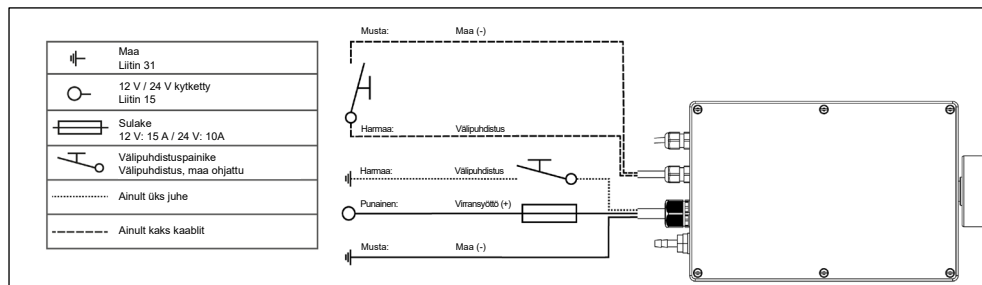 Maa
Liitin 31
12 V / 24 V kytketty
Liitin 15
Sulake
12 V: 15 A / 24 V: 10A
Välipuhdistuspainike
Välipuhdistus, maa ohjattu
Ainult üks juhe
Ainult kaks kaablit
Musta: Maa (-)
Harmaa: Välipuhdistus
Harmaa: Välipuhdistus
Punainen: Virransyöttö (+)
Musta: Maa (-)